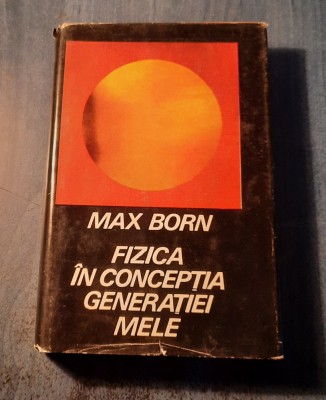 MAX BORN
FIZICA
ÎN CONCEPȚIA
GENERAȚIEI
MELE